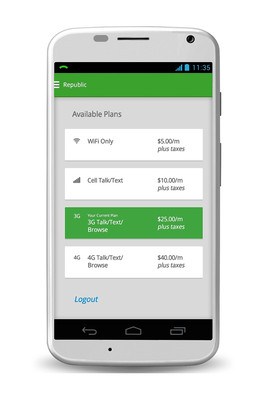 11:35
Republic
Available Plans
WiFi Only $5.00/m
plus taxes
Cell Talk/Text $10.00/m
plus taxes
3G Your Current Plan $25.00/m
3G Talk/Text/ plus taxes
Browse
4G 4G Talk/Text/ $40.00/m
Browse plus taxes
Logout